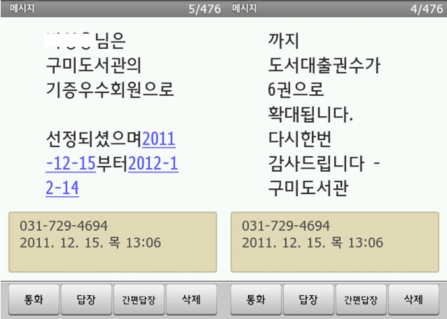 메시지 5/476
님은
구미도서관의
기증우수회원으로
선정되셨으며2011
-12-15부터2012-1
2-14
031-729-4694
2011. 12. 15. 목 13:06
통화 답장 간편답장 삭제
메시지 4/476
까지
도서대출권수가
6권으로
확대됩니다.
다시한번
감사드립니다 -
구미도서관
031-729-4694
2011. 12. 15. 목 13:06
통화 답장 간편답장 삭제